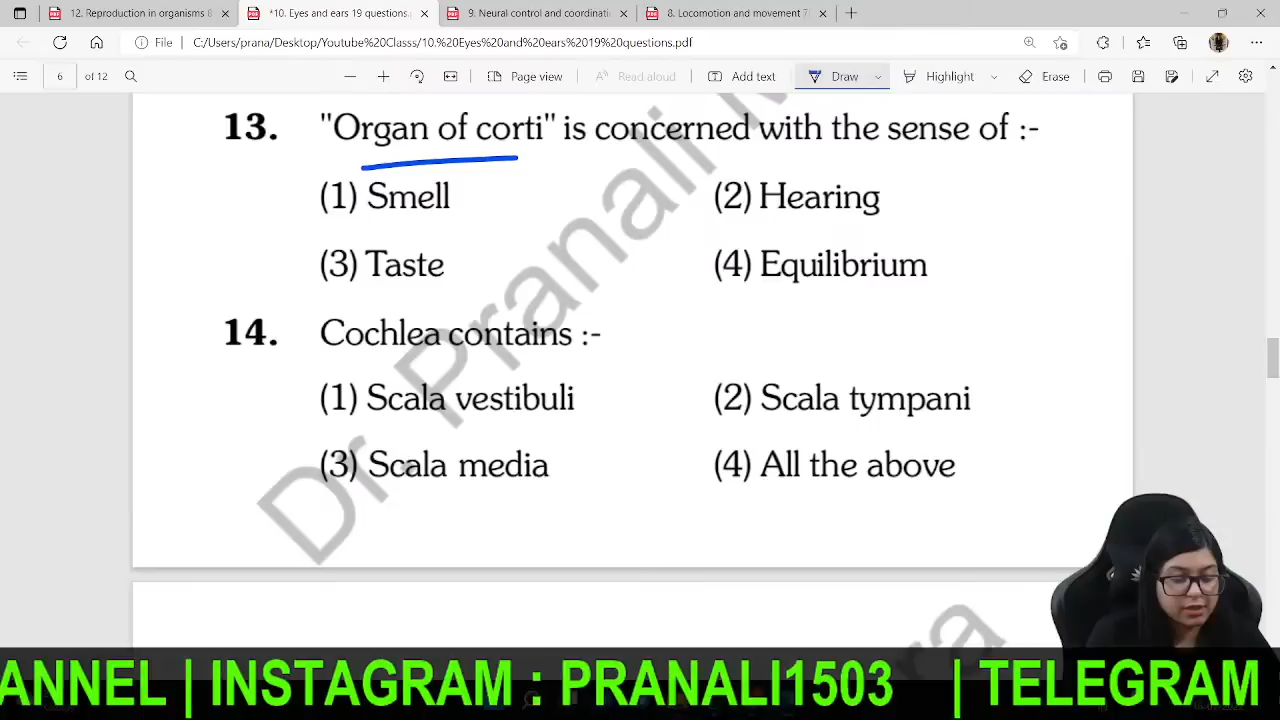 12. Reproduction in organisms 8
*10. Eyes and ears 19 questions.p
9. Neural control and coordinatio
8. Locomotion and movement 7
File
C:/Users/prana/Desktop/Youtube%20Classs/10.%20Eyes%20and%20ears%2019%20questions.pdf
6 of 12
Page view
Read aloud
Add text
Draw
Highlight
Erase
13. "Organ of corti" is concerned with the sense of :-
(1) Smell (2) Hearing
(3) Taste (4) Equilibrium
14. Cochlea contains :-
(1) Scala vestibuli (2) Scala tympani
(3) Scala media (4) All the above
Dr. Pranali
ANNEL | INSTAGRAM : PRANALI1503 | TELEGRAM